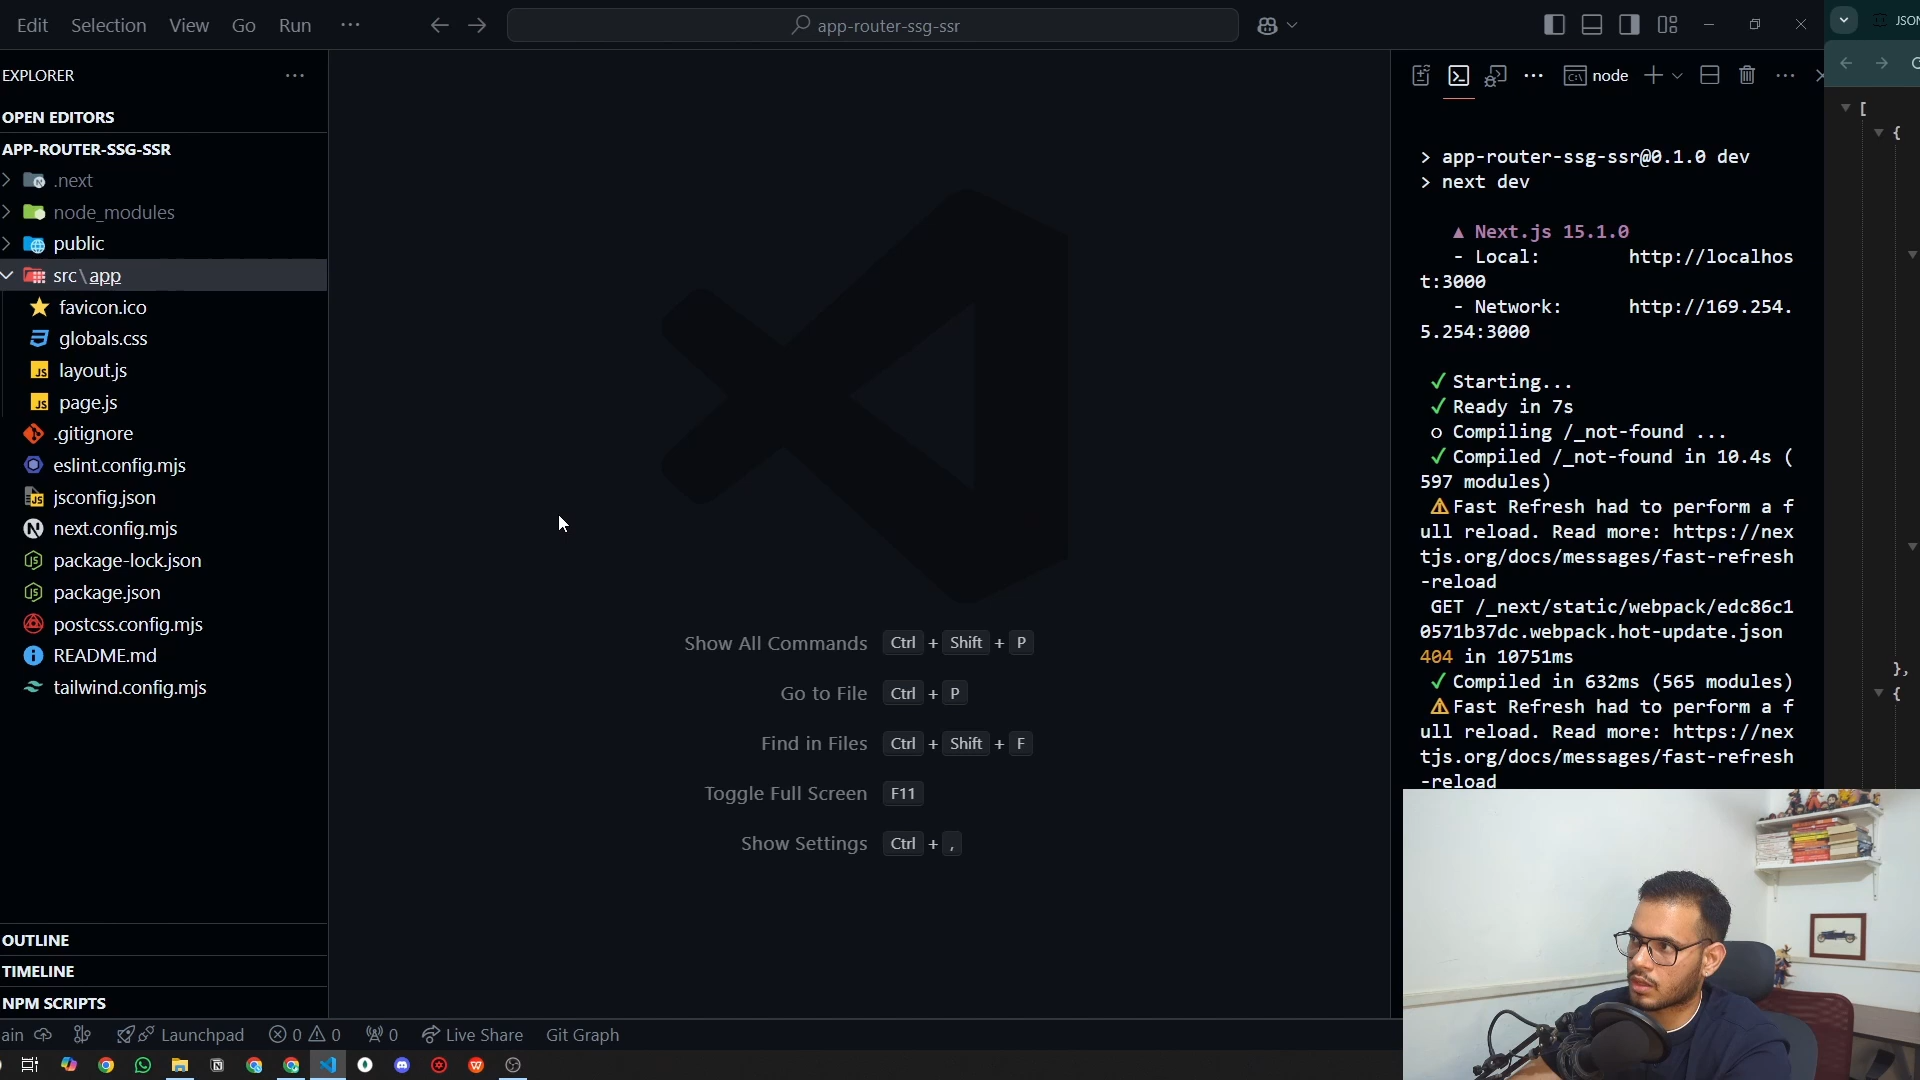 Edit Selection View Go Run ···
app-router-ssg-ssr
EXPLORER
OPEN EDITORS
APP-ROUTER-SSG-SSR
.next
node_modules
public
src\app
favicon.ico
globals.css
layout.js
page.js
.gitignore
eslint.config.mjs
jsconfig.json
next.config.mjs
package-lock.json
package.json
postcss.config.mjs
README.md
tailwind.config.mjs
OUTLINE
TIMELINE
NPM SCRIPTS
Show All Commands Ctrl + Shift + P
Go to File Ctrl + P
Find in Files Ctrl + Shift + F
Toggle Full Screen F11
Show Settings Ctrl + ,
node
> app-router-ssg-ssr@0.1.0 dev
> next dev
▲ Next.js 15.1.0
- Local: http://localhos
t:3000
- Network: http://169.254.
5.254:3000
✓ Starting...
✓ Ready in 7s
o Compiling /_not-found ...
✓ Compiled /_not-found in 10.4s (
597 modules)
⚠ Fast Refresh had to perform a f
ull reload. Read more: https://nex
tjs.org/docs/messages/fast-refresh
-reload
GET /_next/static/webpack/edc86c1
0571b37dc.webpack.hot-update.json
404 in 10751ms
✓ Compiled in 632ms (565 modules)
⚠ Fast Refresh had to perform a f
ull reload. Read more: https://nex
tjs.org/docs/messages/fast-refresh
-reload
JSON
[
{
},
{
ain Launchpad 0 0 0 Live Share Git Graph